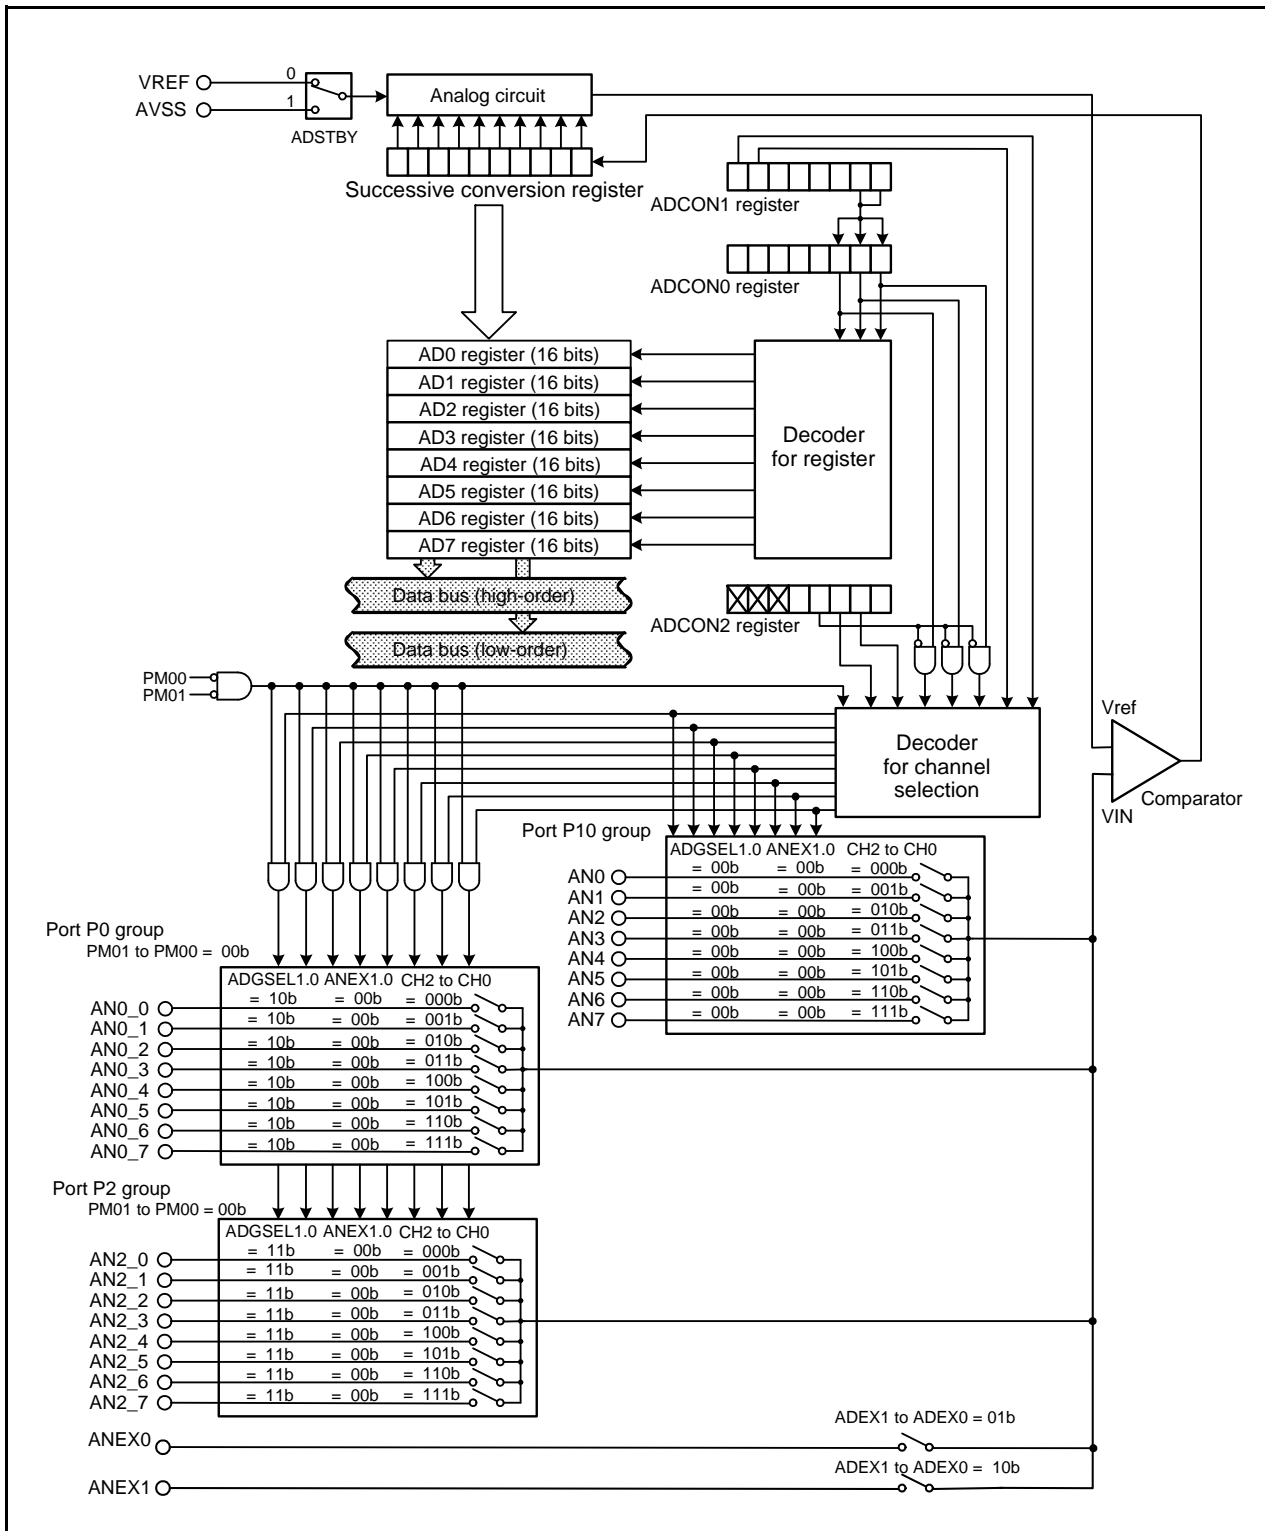 VREF
0
AVSS
1
ADSTBY
Analog circuit
Successive conversion register
ADCON1 register
ADCON0 register
AD0 register (16 bits)
AD1 register (16 bits)
AD2 register (16 bits)
AD3 register (16 bits)
AD4 register (16 bits)
AD5 register (16 bits)
AD6 register (16 bits)
AD7 register (16 bits)
Decoder
for register
Data bus (high-order)
Data bus (low-order)
ADCON2 register
PM00
PM01
Decoder
for channel
selection
Vref
VIN
Comparator
Port P10 group
ADGSEL1.0 ANEX1.0 CH2 to CH0
AN0 = 00b = 00b = 000b
AN1 = 00b = 00b = 001b
AN2 = 00b = 00b = 010b
AN3 = 00b = 00b = 011b
AN4 = 00b = 00b = 100b
AN5 = 00b = 00b = 101b
AN6 = 00b = 00b = 110b
AN7 = 00b = 00b = 111b
Port P0 group
PM01 to PM00 = 00b
ADGSEL1.0 ANEX1.0 CH2 to CH0
AN0_0 = 10b = 00b = 000b
AN0_1 = 10b = 00b = 001b
AN0_2 = 10b = 00b = 010b
AN0_3 = 10b = 00b = 011b
AN0_4 = 10b = 00b = 100b
AN0_5 = 10b = 00b = 101b
AN0_6 = 10b = 00b = 110b
AN0_7 = 10b = 00b = 111b
Port P2 group
PM01 to PM00 = 00b
ADGSEL1.0 ANEX1.0 CH2 to CH0
AN2_0 = 11b = 00b = 000b
AN2_1 = 11b = 00b = 001b
AN2_2 = 11b = 00b = 010b
AN2_3 = 11b = 00b = 011b
AN2_4 = 11b = 00b = 100b
AN2_5 = 11b = 00b = 101b
AN2_6 = 11b = 00b = 110b
AN2_7 = 11b = 00b = 111b
ADEX1 to ADEX0 = 01b
ANEX0
ADEX1 to ADEX0 = 10b
ANEX1